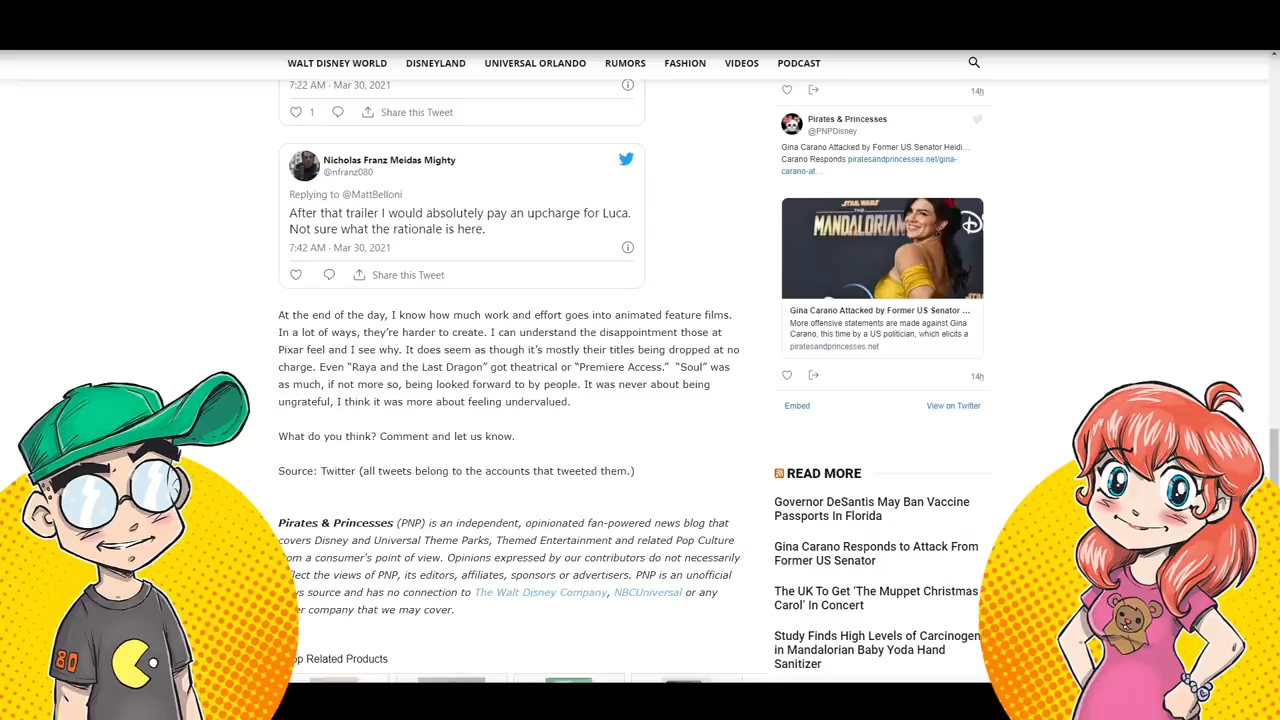 WALT DISNEY WORLD DISNEYLAND UNIVERSAL ORLANDO RUMORS FASHION VIDEOS PODCAST
7:22 AM · Mar 30, 2021
1 Share this Tweet
Nicholas Franz Meidas Mighty
@nfranz080
Replying to @MattBelloni
After that trailer I would absolutely pay an upcharge for Luca.
Not sure what the rationale is here.
7:42 AM · Mar 30, 2021
Share this Tweet
At the end of the day, I know how much work and effort goes into animated feature films.
In a lot of ways, they're harder to create. I can understand the disappointment those at
Pixar feel and I see why. It does seem as though it's mostly their titles being dropped at no
charge. Even "Raya and the Last Dragon" got theatrical or "Premiere Access." "Soul" was
as much, if not more so, being looked forward to by people. It was never about being
ungrateful, I think it was more about feeling undervalued.
What do you think? Comment and let us know.
Source: Twitter (all tweets belong to the accounts that tweeted them.)
Pirates & Princesses (PNP) is an independent, opinionated fan-powered news blog that
covers Disney and Universal Theme Parks, Themed Entertainment and related Pop Culture
from a consumer's point of view. Opinions expressed by our contributors do not necessarily
flect the views of PNP, its editors, affiliates, sponsors or advertisers. PNP is an unofficial
s source and has no connection to The Walt Disney Company, NBCUniversal or any
er company that we may cover.
op Related Products
14h
Pirates & Princesses
@PNPDisney
Gina Carano Attacked by Former US Senator Heidi...
Carano Responds piratesandprincesses.net/gina-
carano-at…
STAR WARS
THE
MANDALORIAN
D
Gina Carano Attacked by Former US Senator ...
More offensive statements are made against Gina
Carano, this time by a US politician, which elicits a
piratesandprincesses.net
14h
Embed View on Twitter
READ MORE
Governor DeSantis May Ban Vaccine
Passports In Florida
Gina Carano Responds to Attack From
Former US Senator
The UK To Get 'The Muppet Christmas
Carol' In Concert
Study Finds High Levels of Carcinogen
in Mandalorian Baby Yoda Hand
Sanitizer
80